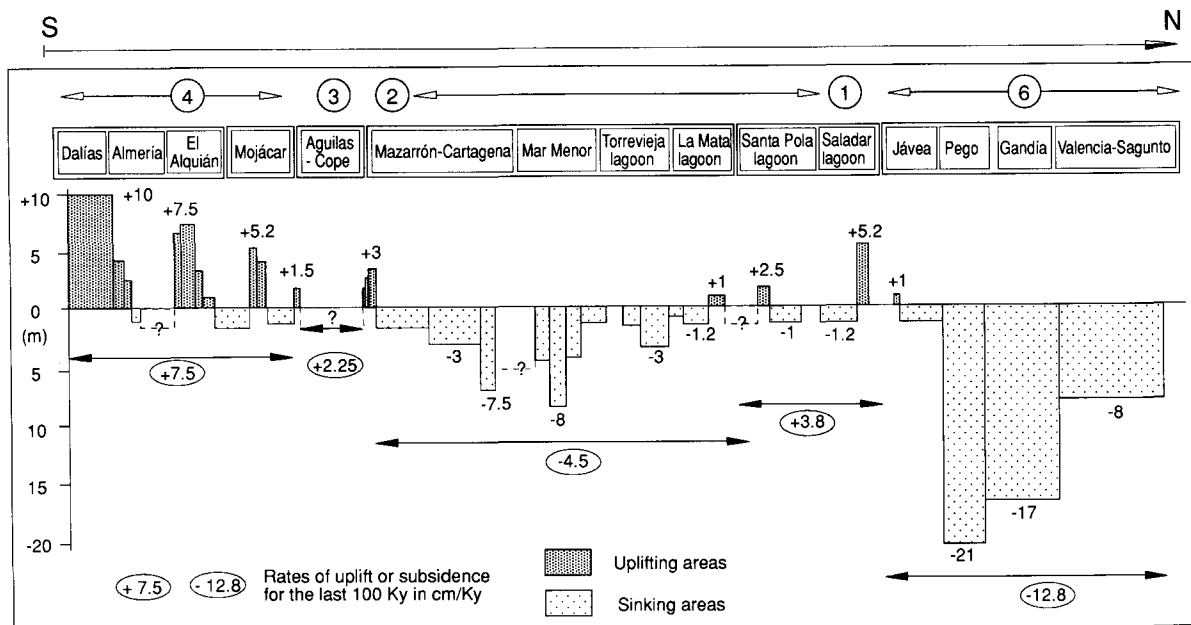 S N
4 3 2 1 6
Dalías Almería El Alquián Mojácar Aguilas - Cope Mazarrón-Cartagena Mar Menor Torrevieja lagoon La Mata lagoon Santa Pola lagoon Saladar lagoon Jávea Pego Gandía Valencia-Sagunto
+10 +10
+7.5
5 +5.2 +5.2
+3 +2.5
+1.5 +1 +1
0
(m) ? ? ? -1.2 -1 -1.2
-3 ? -3
5 +7.5 +2.25
-7.5 -8 -8
10 +3.8
-4.5
15
-17
-20 -21
+ 7.5 - 12.8 Rates of uplift or subsidence
for the last 100 Ky in cm/Ky
Uplifting areas
Sinking areas
-12.8